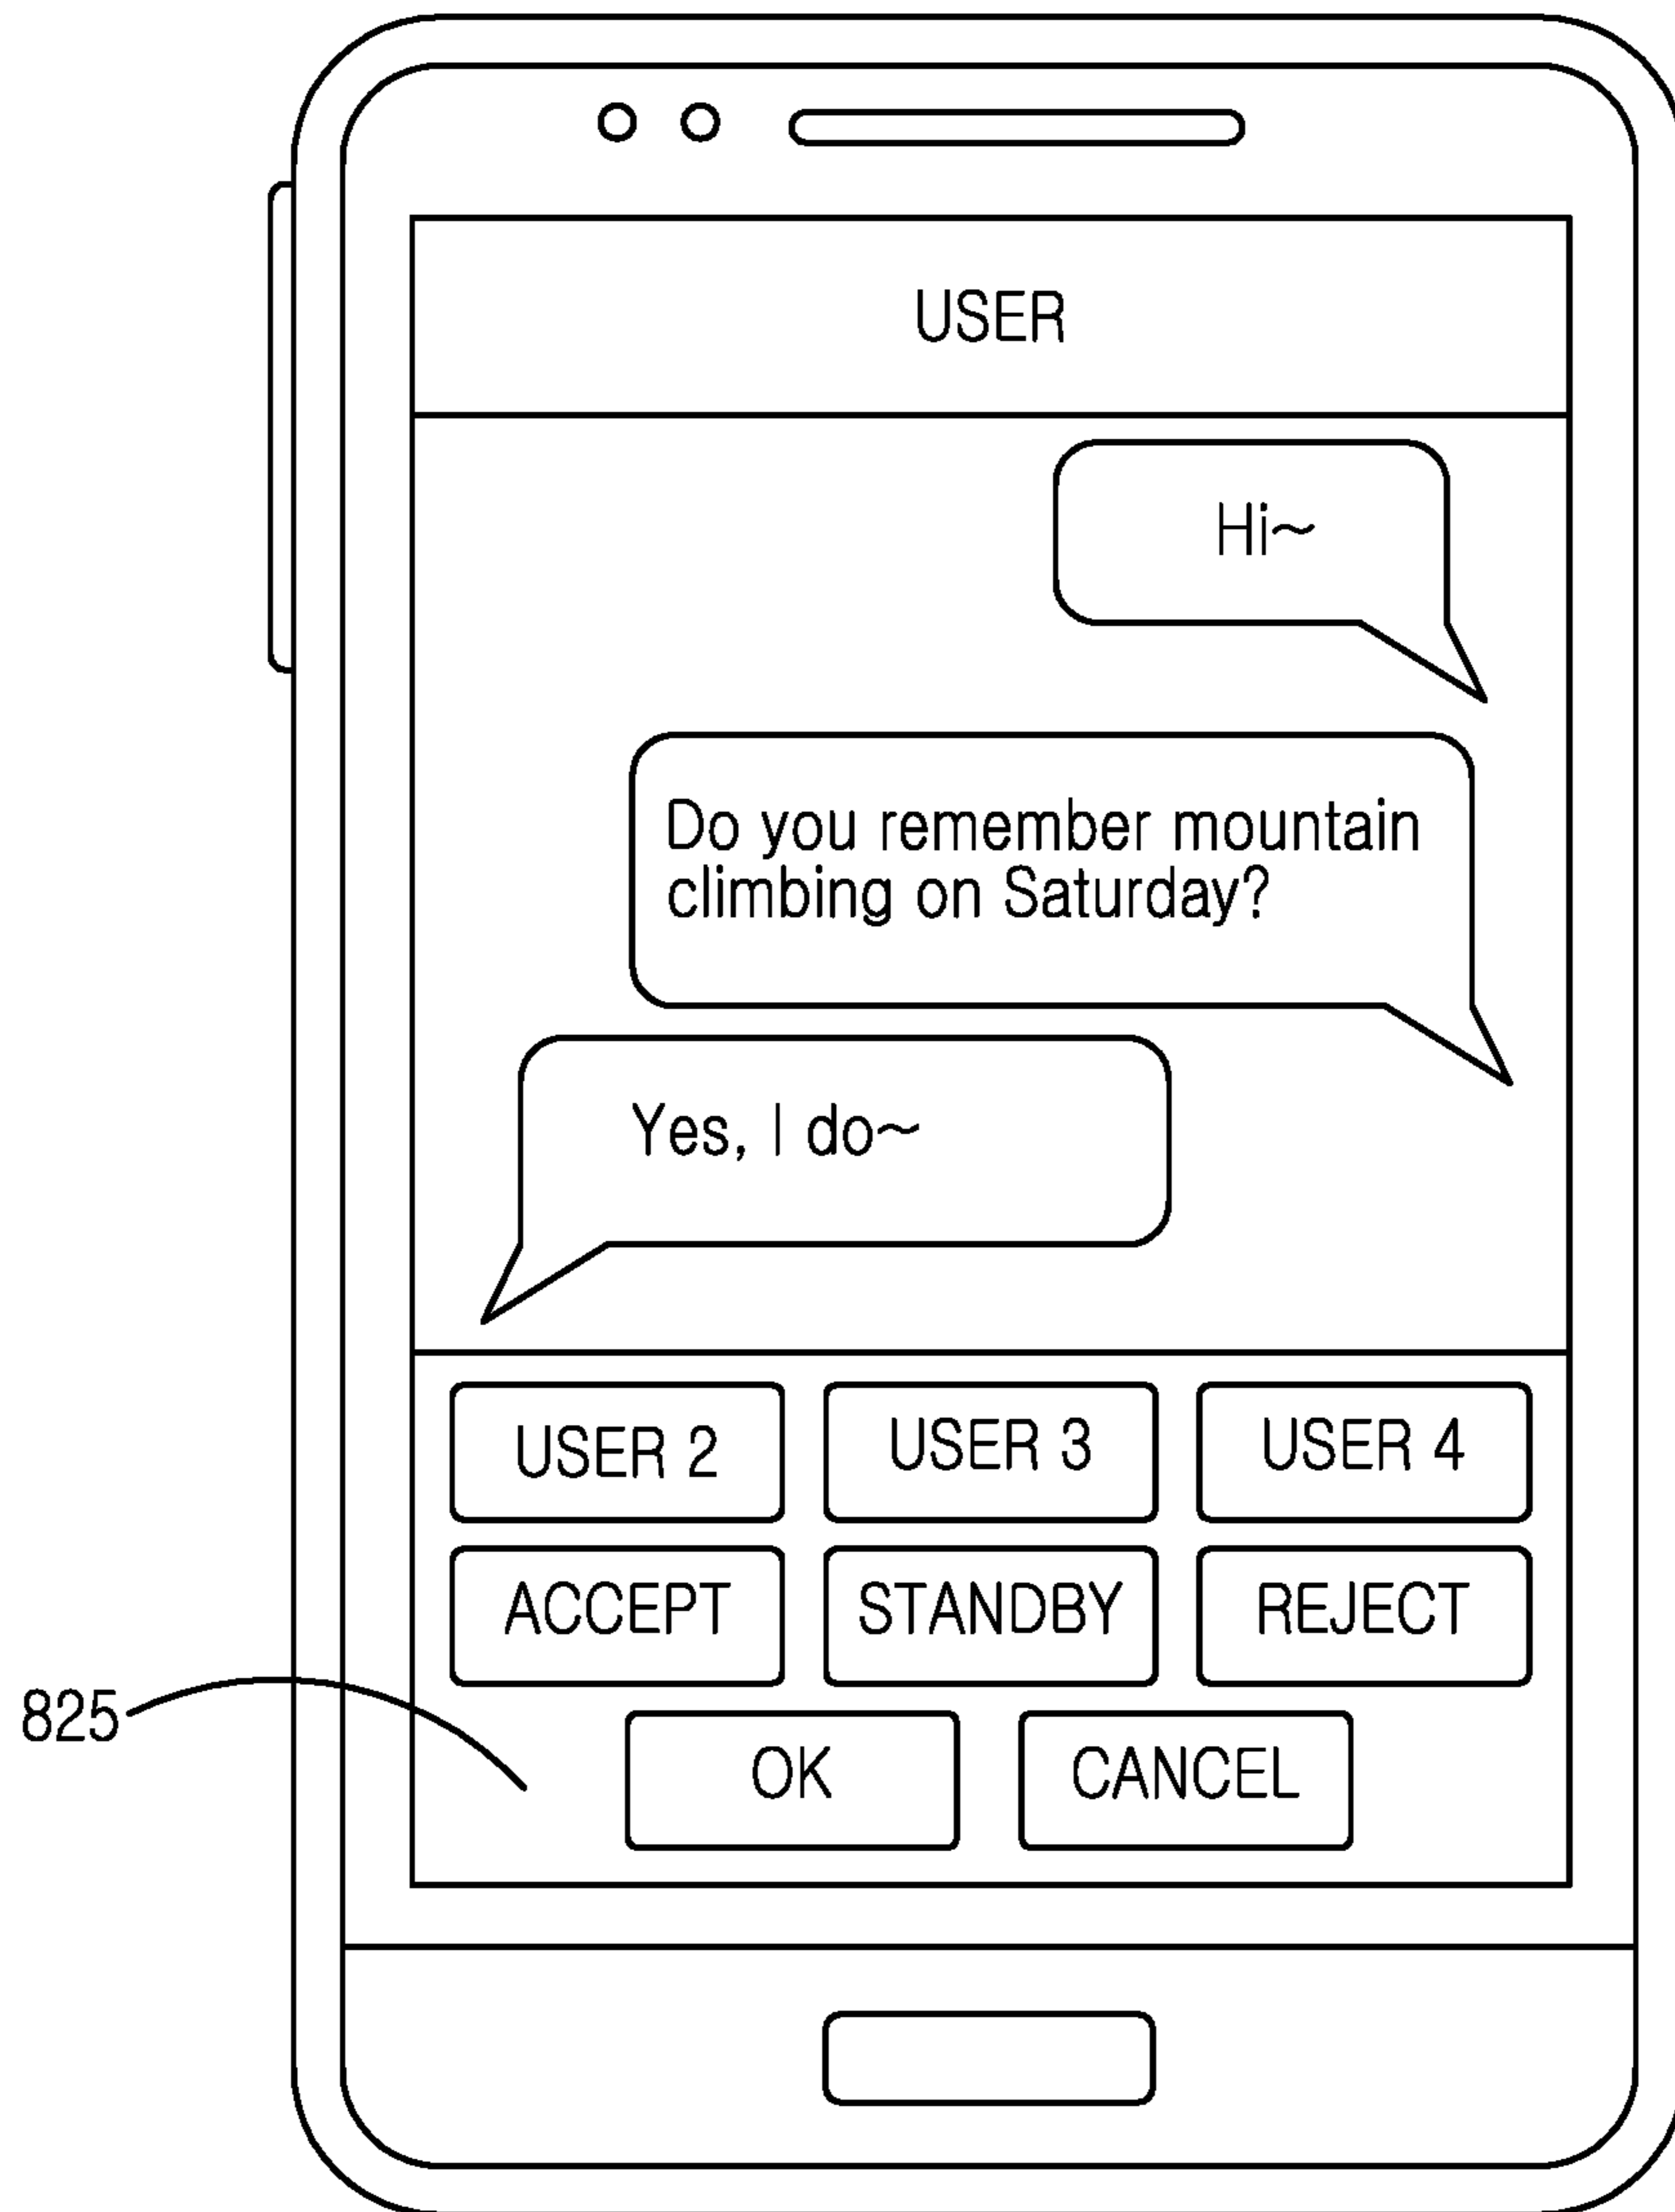 USER
Hi~
Do you remember mountain
climbing on Saturday?
Yes, I do~
USER 2 USER 3 USER 4
ACCEPT STANDBY REJECT
825
OK CANCEL